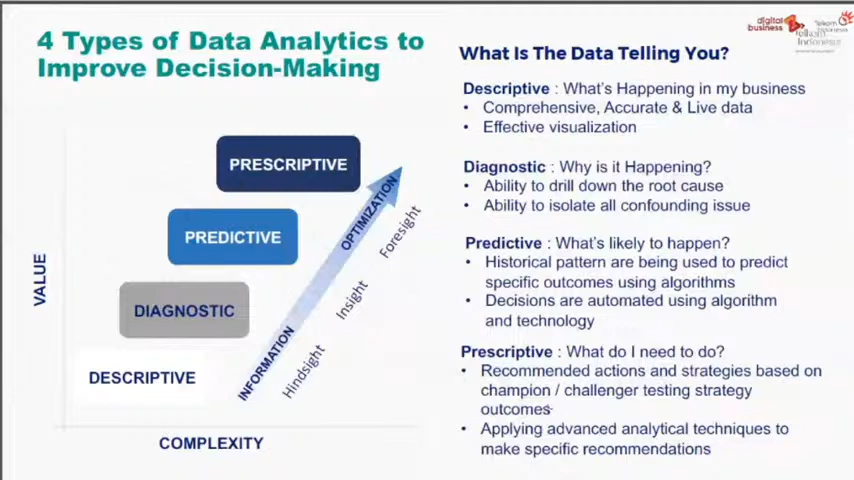 4 Types of Data Analytics to
Improve Decision-Making
PRESCRIPTIVE
PREDICTIVE
DIAGNOSTIC
DESCRIPTIVE
VALUE
COMPLEXITY
INFORMATION
OPTIMIZATION
Hindsight
Insight
Foresight
digital
business
Telkom
Indonesia
What Is The Data Telling You?
Descriptive : What's Happening in my business
• Comprehensive, Accurate & Live data
• Effective visualization
Diagnostic : Why is it Happening?
• Ability to drill down the root cause
• Ability to isolate all confounding issue
Predictive : What's likely to happen?
• Historical pattern are being used to predict
specific outcomes using algorithms
• Decisions are automated using algorithm
and technology
Prescriptive : What do I need to do?
• Recommended actions and strategies based on
champion / challenger testing strategy
outcomes
• Applying advanced analytical techniques to
make specific recommendations